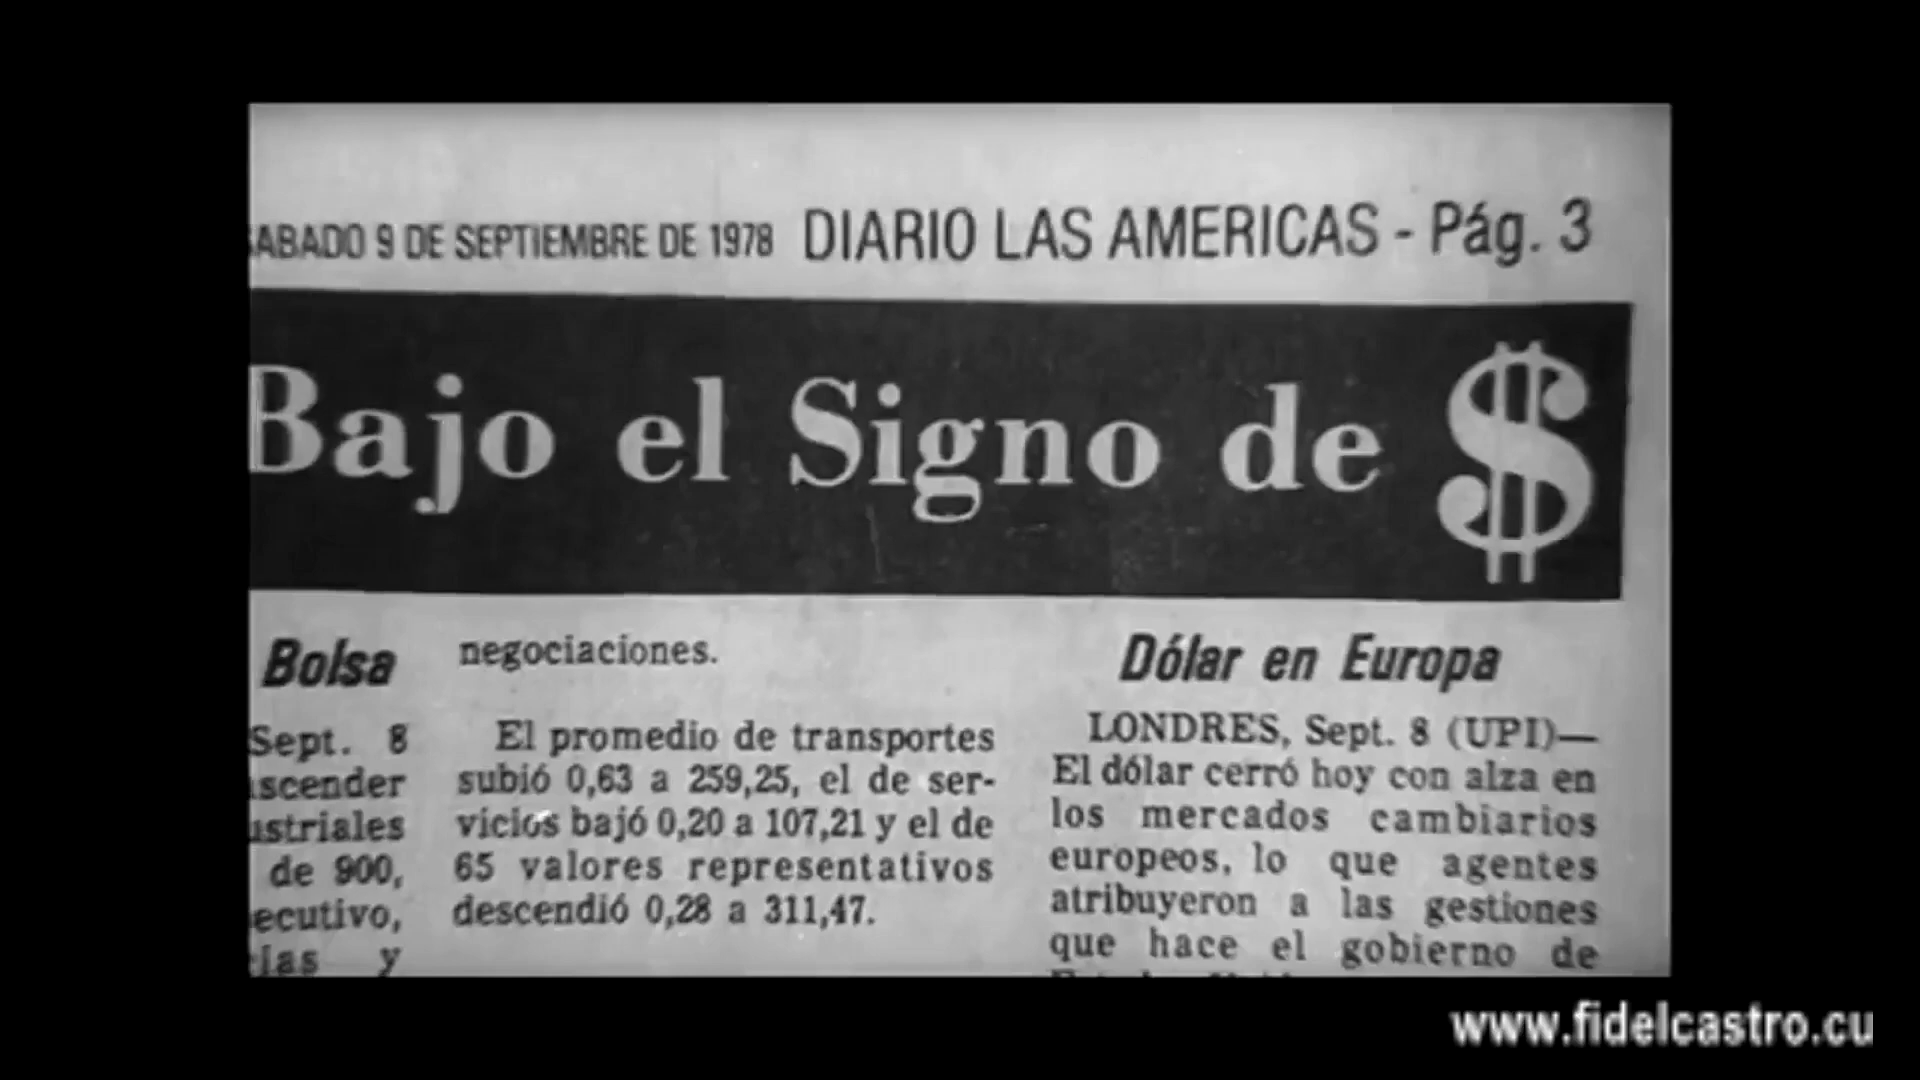 SABADO 9 DE SEPTIEMBRE DE 1978 DIARIO LAS AMERICAS - Pág. 3
Bajo el Signo de $
Bolsa
Sept. 8
ascender
ustriales
de 900,
ecutivo,
y
negociaciones.
El promedio de transportes
subió 0,63 a 259,25, el de ser-
vicios bajó 0,20 a 107,21 y el de
65 valores representativos
descendió 0,28 a 311,47.
Dólar en Europa
LONDRES, Sept. 8 (UPI)—
El dólar cerró hoy con alza en
los mercados cambiarios
europeos, lo que agentes
atribuyeron a las gestiones
que hace el gobierno de
www.fidelcastro.cu